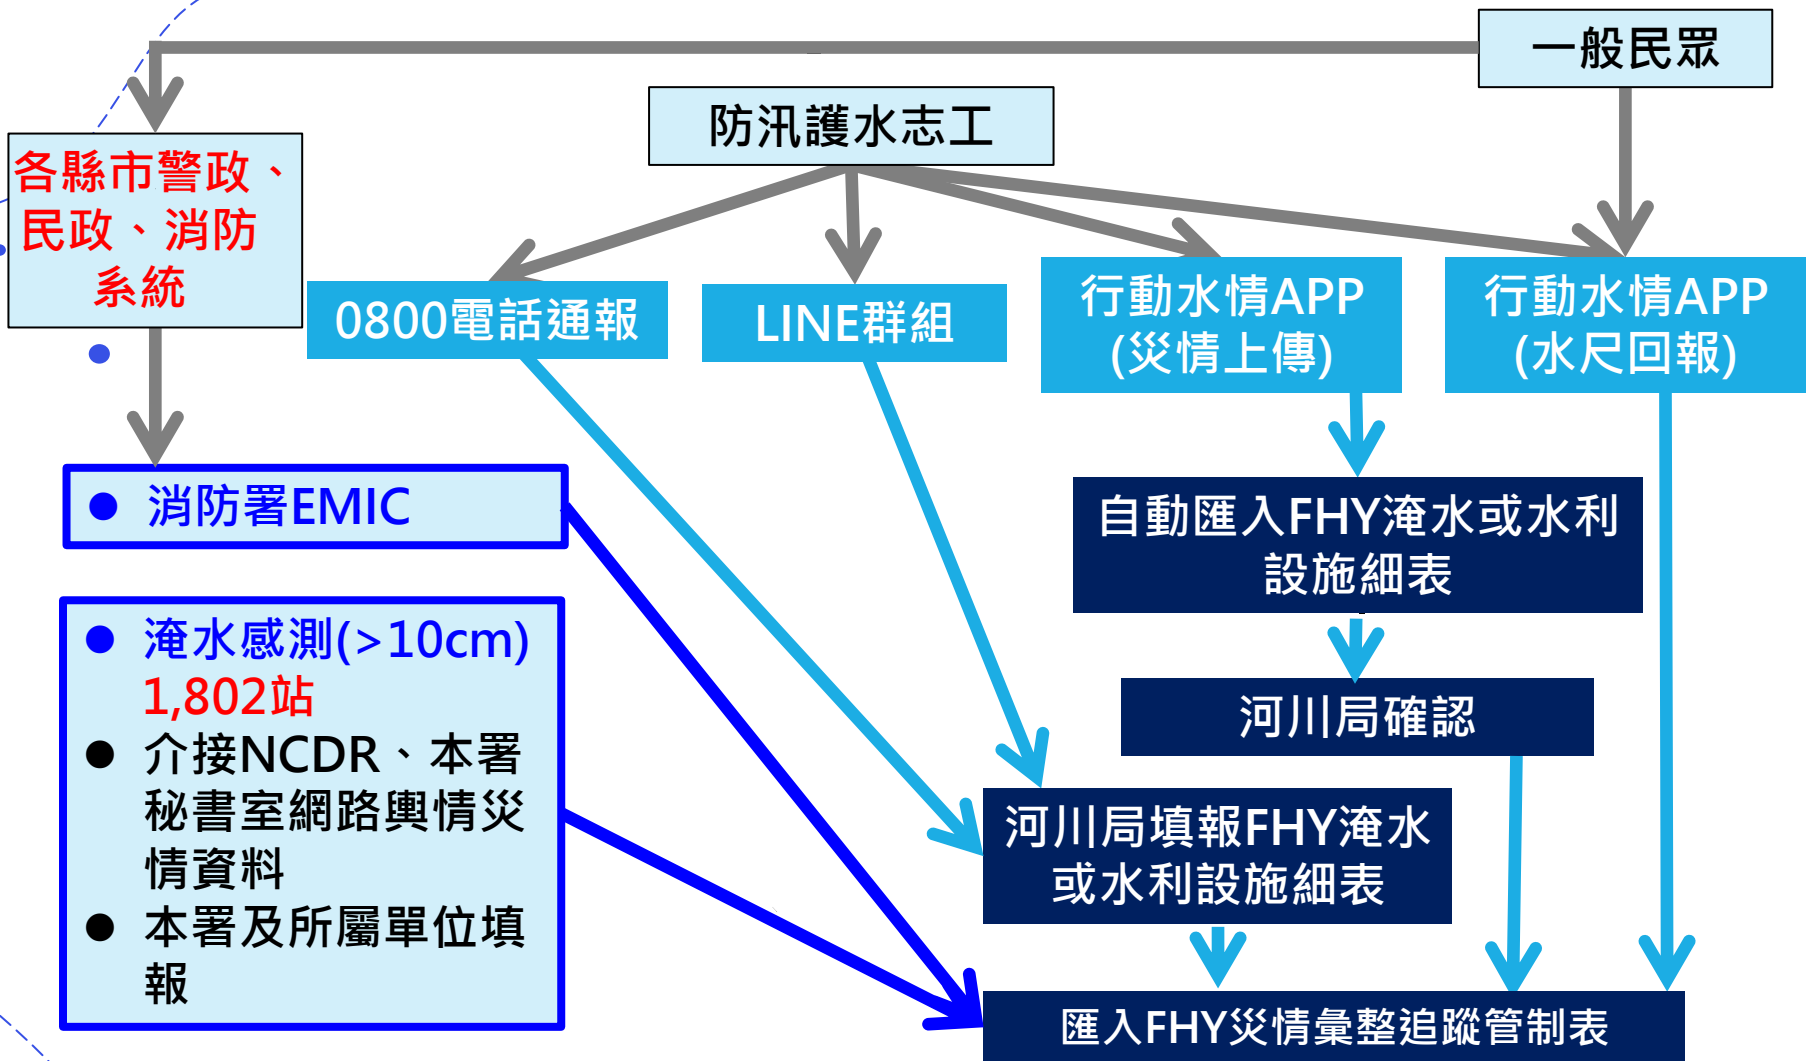 一般民眾
防汛護水志工
各縣市警政、
民政、消防
系統
0800電話通報
LINE群組
行動水情APP
(災情上傳)
行動水情APP
(水尺回報)
● 消防署EMIC
自動匯入FHY淹水或水利
設施細表
● 淹水感測(>10cm)
1,802站
● 介接NCDR、本署
秘書室網路輿情災
情資料
● 本署及所屬單位填
報
河川局確認
河川局填報FHY淹水
或水利設施細表
匯入FHY災情彙整追蹤管制表